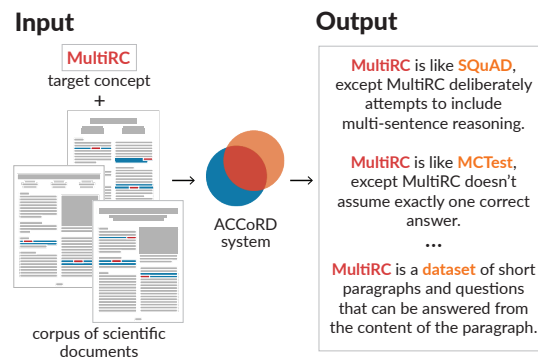 Input
MultiRC
target concept
+
corpus of scientific
documents
ACCoRD
system
Output
MultiRC is like SQuAD,
except MultiRC deliberately
attempts to include
multi-sentence reasoning.
MultiRC is like MCTest,
except MultiRC doesn't
assume exactly one correct
answer.
...
MultiRC is a dataset of short
paragraphs and questions
that can be answered from
the content of the paragraph.